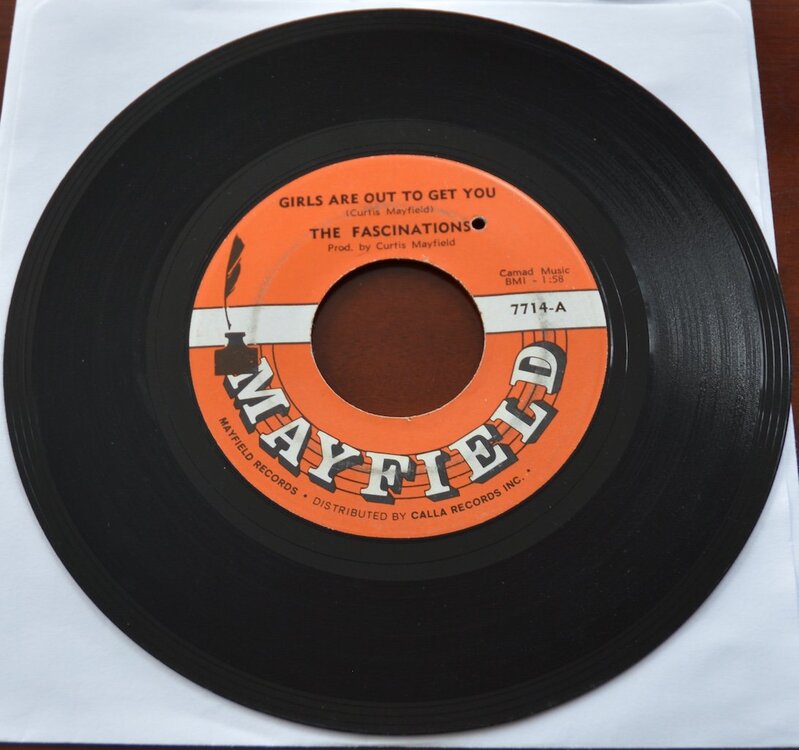 GIRLS ARE OUT TO GET YOU
(Curtis Mayfield)
THE FASCINATIONS
Prod. by Curtis Mayfield
Camad Music
BMI - 1:58
7714-A
MAYFIELD
MAYFIELD RECORDS • DISTRIBUTED BY CALLA RECORDS INC. •